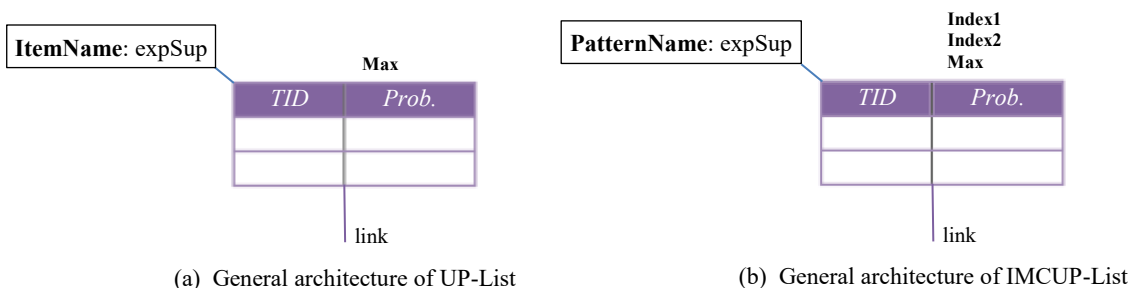 ItemName: expSup
Max
TID Prob.
link
(a) General architecture of UP-List
PatternName: expSup
Index1
Index2
Max
TID Prob.
link
(b) General architecture of IMCUP-List